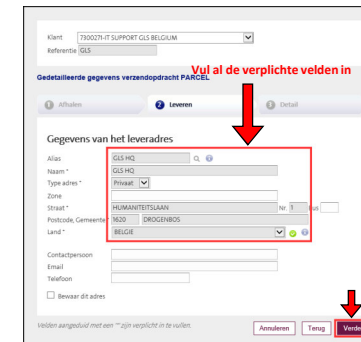 Klant 7300271-IT SUPPORT GLS BELGIUM
Referentie GLS
Vul al de verplichte velden in
Gedetailleerde gegevens verzendopdracht PARCEL
1 Afhalen 2 Leveren 3 Detail
Gegevens van het leveradres
Alias GLS HQ
Naam * GLS HQ
Type adres * Privaat
Zone
Straat * HUMANITEITSLAAN Nr. 1 Bus
Postcode, Gemeente * 1620 DROGENBOS
Land * BELGIE
Contactpersoon
Email
Telefoon
Bewaar dit adres
Velden aangeduid met een "*" zijn verplicht in te vullen.
Annuleren Terug Verde